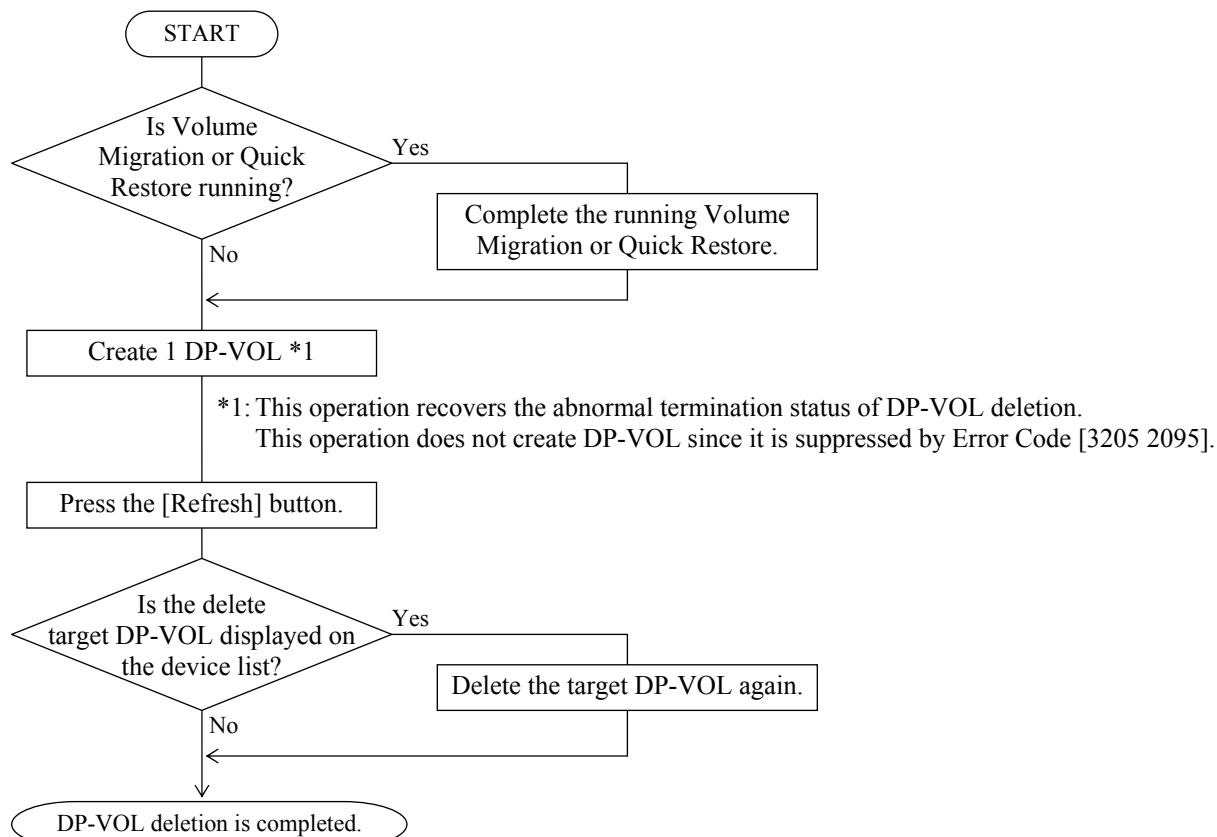 START
Is Volume
Migration or Quick
Restore running?
Yes
Complete the running Volume
Migration or Quick Restore.
No
Create 1 DP-VOL *1
*1: This operation recovers the abnormal termination status of DP-VOL deletion.
This operation does not create DP-VOL since it is suppressed by Error Code [3205 2095].
Press the [Refresh] button.
Is the delete
target DP-VOL displayed on
the device list?
Yes
Delete the target DP-VOL again.
No
DP-VOL deletion is completed.